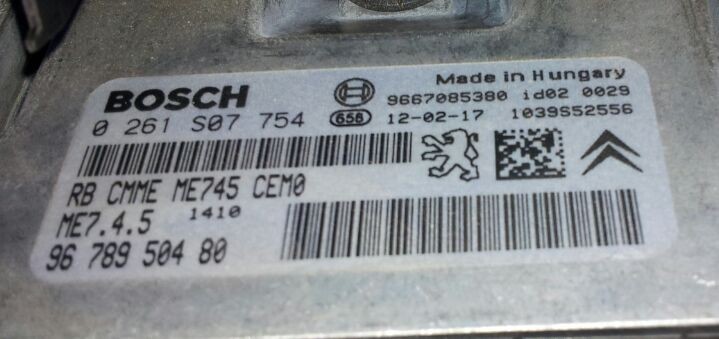 Made in Hungary
BOSCH 9667085380 id02 0029
0 261 S07 754 658 12-02-17 1039S52556
RB CMME ME745 CEM0
ME7.4.5 1410
96 789 504 80